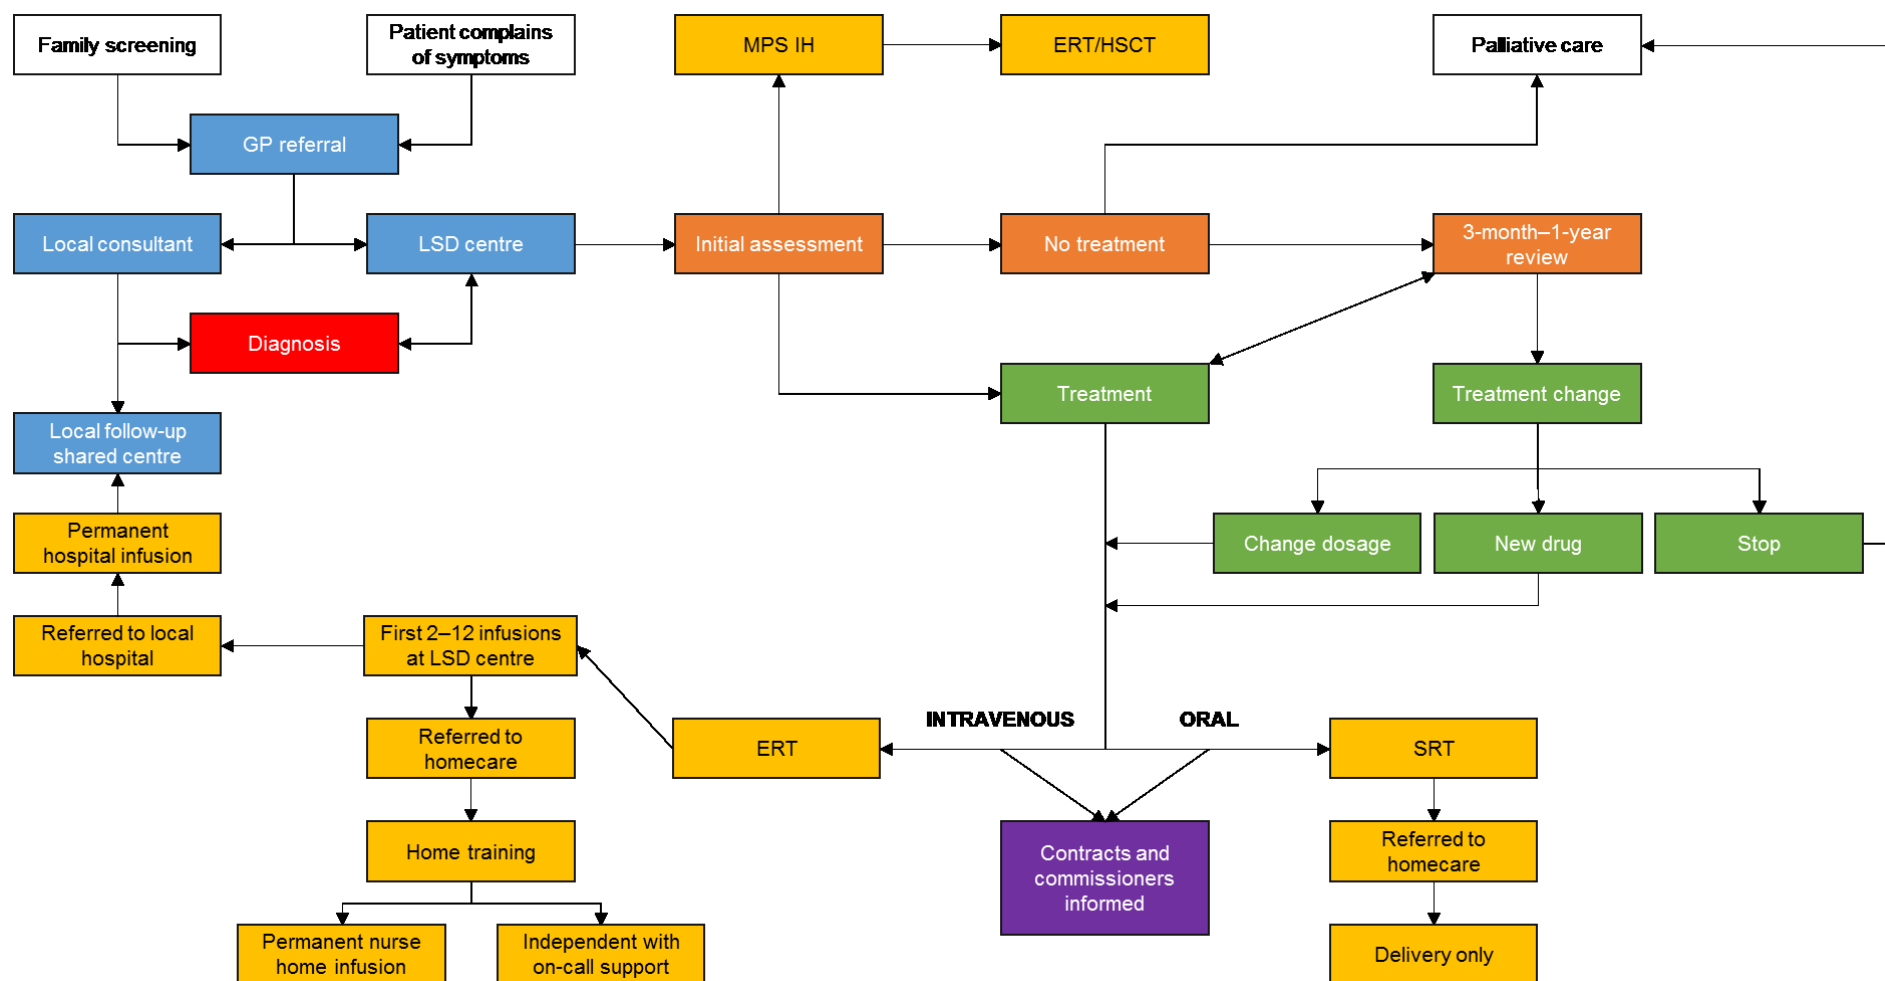 Family screening
Patient complains
of symptoms
MPS IH
ERT/HSCT
Palliative care
GP referral
Local consultant
LSD centre
Initial assessment
No treatment
3-month–1-year
review
Diagnosis
Treatment
Treatment change
Local follow-up
shared centre
Permanent
hospital infusion
Change dosage
New drug
Stop
Referred to local
hospital
First 2–12 infusions
at LSD centre
INTRAVENOUS
ORAL
Referred to
homecare
ERT
SRT
Home training
Contracts and
commissioners
informed
Referred to
homecare
Permanent nurse
home infusion
Independent with
on-call support
Delivery only